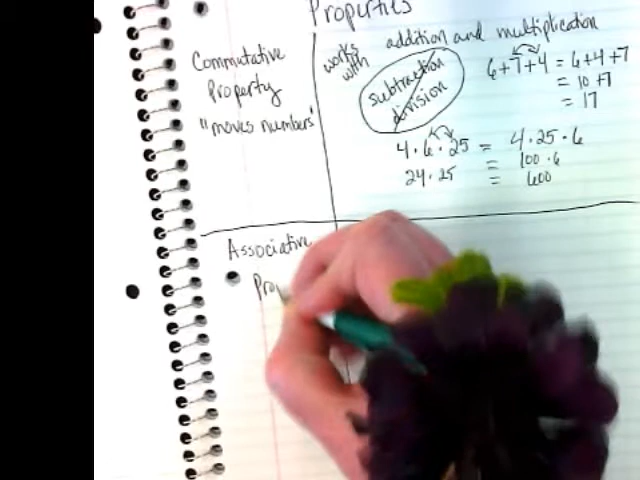 Properties
Commutative
Property
"moves numbers"
works
with
addition and multiplication
subtraction
division
6+7+4 = 6+4+7
= 10+7
= 17
4 · 6 · 25 = 4 · 25 · 6
24 · 25 = 100 · 6
= 600
Associative
Pro